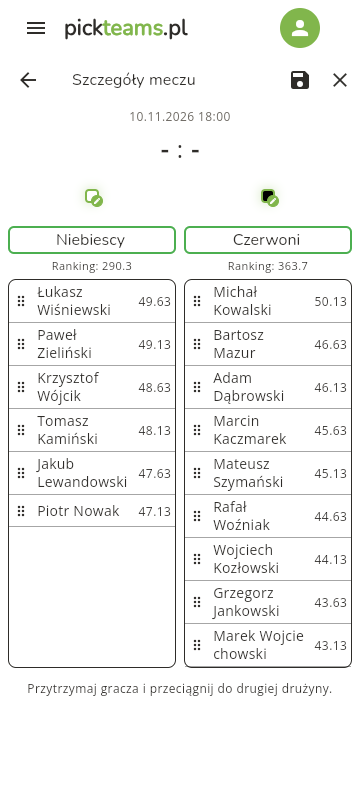 pickteams.pl
Szczegóły meczu
10.11.2026 18:00
- : -
Niebiescy
Ranking: 290.3
Łukasz
Wiśniewski
49.63
Paweł
Zieliński
49.13
Krzysztof
Wójcik
48.63
Tomasz
Kamiński
48.13
Jakub
Lewandowski
47.63
Piotr Nowak
47.13
Czerwoni
Ranking: 363.7
Michał
Kowalski
50.13
Bartosz
Mazur
46.63
Adam
Dąbrowski
46.13
Marcin
Kaczmarek
45.63
Mateusz
Szymański
45.13
Rafał
Woźniak
44.63
Wojciech
Kozłowski
44.13
Grzegorz
Jankowski
43.63
Marek Wojcie
chowski
43.13
Przytrzymaj gracza i przeciągnij do drugiej drużyny.